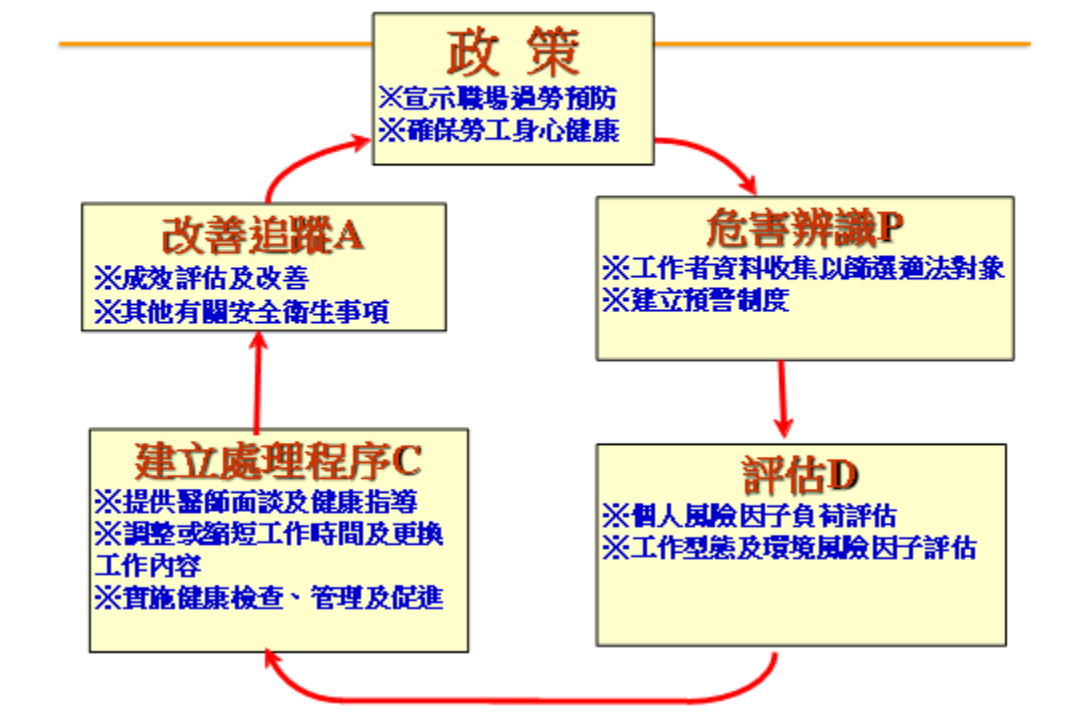 政 策
※宣示職場過勞預防
※確保勞工身心健康
危害辨識P
※工作者資料收集以篩選適法對象
※建立預警制度
評估D
※個人風險因子負荷評估
※工作型態及環境風險因子評估
建立處理程序C
※提供醫師面談及健康指導
※調整或縮短工作時間及更換
工作內容
※實施健康檢查、管理及促進
改善追蹤A
※成效評估及改善
※其他有關安全衛生事項